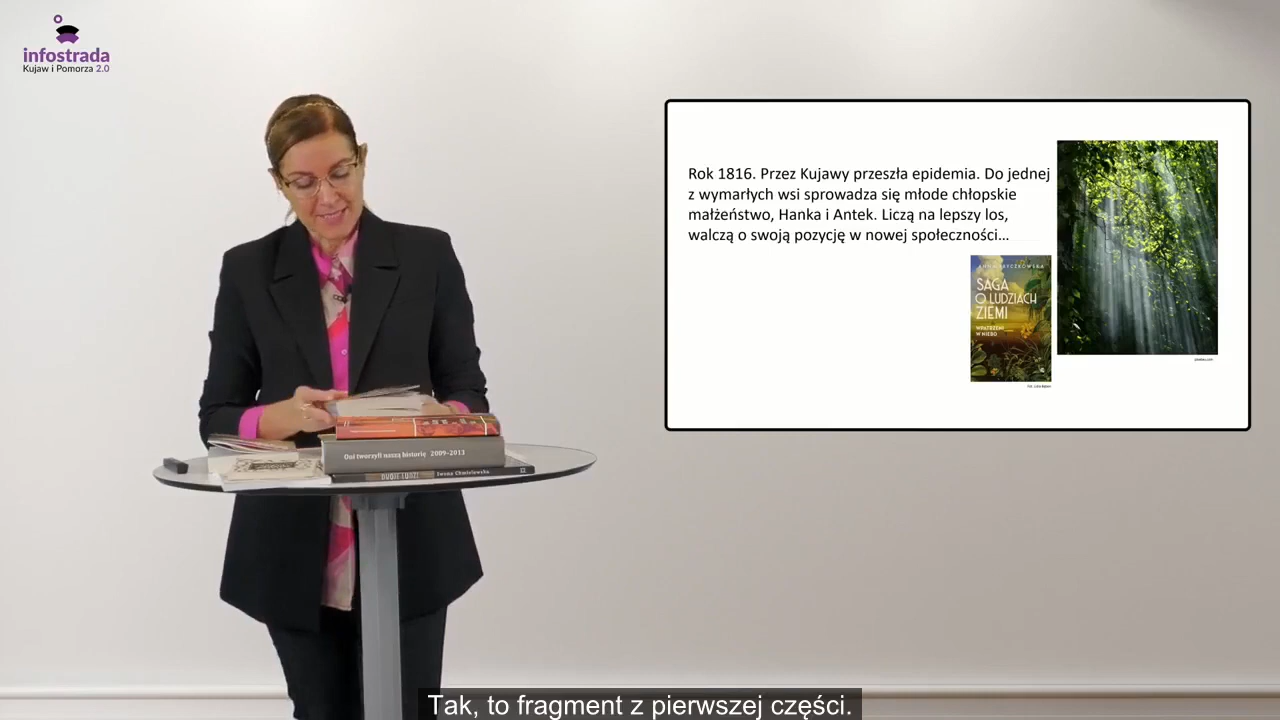 infostrada
Kujaw i Pomorza 2.0
Rok 1816. Przez Kujawy przeszła epidemia. Do jednej
z wymarłych wsi sprowadza się młode chłopskie
małżeństwo, Hanka i Antek. Liczą na lepszy los,
walczą o swoją pozycję w nowej społeczności...
SAGA
O LUDZIACH
ZIEMI
WPATRZENI
W NIEBO
Oni tworzyli naszą historię 2009-2013
Iwona Chmielewska
Tak, to fragment z pierwszej części.